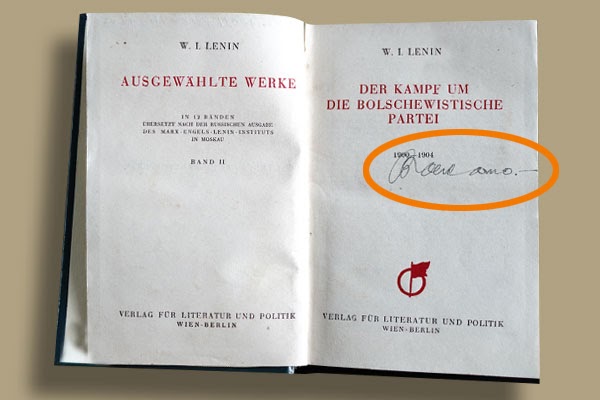 W. I. LENIN
AUSGEWÄHLTE WERKE
IN 12 BÄNDEN
ÜBERSETZT NACH DER RUSSISCHEN AUSGABE
DES MARX-ENGELS-LENIN-INSTITUTS
IN MOSKAU
BAND II
VERLAG FÜR LITERATUR UND POLITIK
WIEN-BERLIN
W. I. LENIN
DER KAMPF UM
DIE BOLSCHEWISTISCHE
PARTEI
1900–1904
VERLAG FÜR LITERATUR UND POLITIK
WIEN-BERLIN